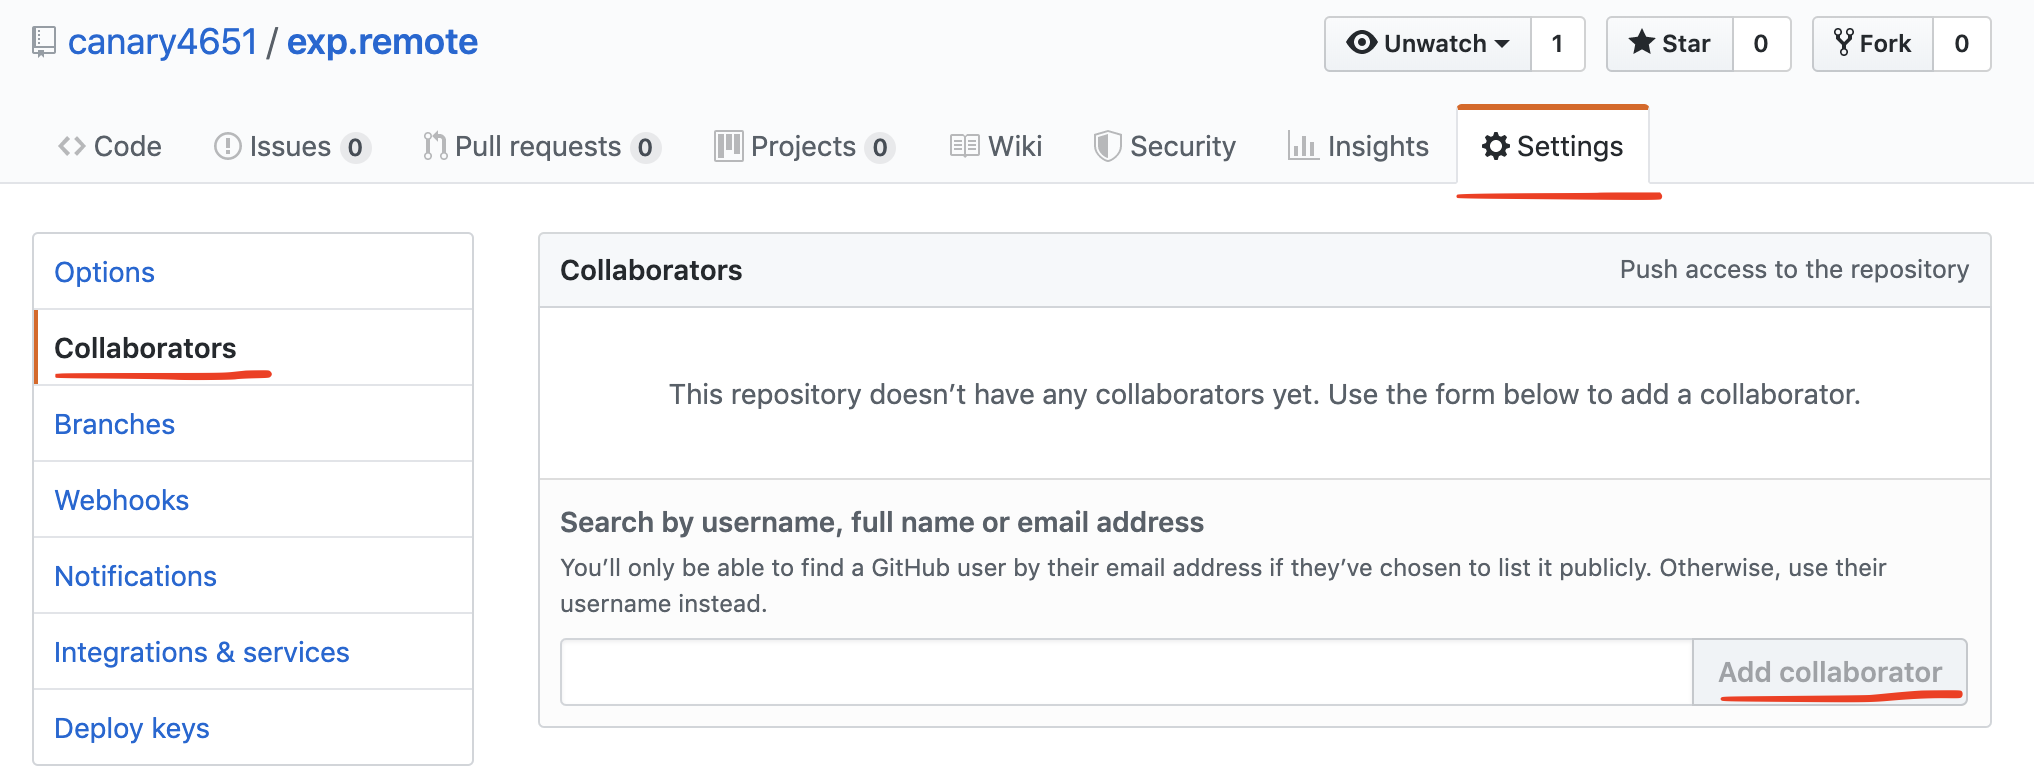 canary4651 / exp.remote
Unwatch 1 Star 0 Fork 0
Code Issues 0 Pull requests 0 Projects 0 Wiki Security Insights Settings
Options
Collaborators
Branches
Webhooks
Notifications
Integrations & services
Deploy keys
Collaborators Push access to the repository
This repository doesn’t have any collaborators yet. Use the form below to add a collaborator.
Search by username, full name or email address
You’ll only be able to find a GitHub user by their email address if they’ve chosen to list it publicly. Otherwise, use their
username instead.
Add collaborator